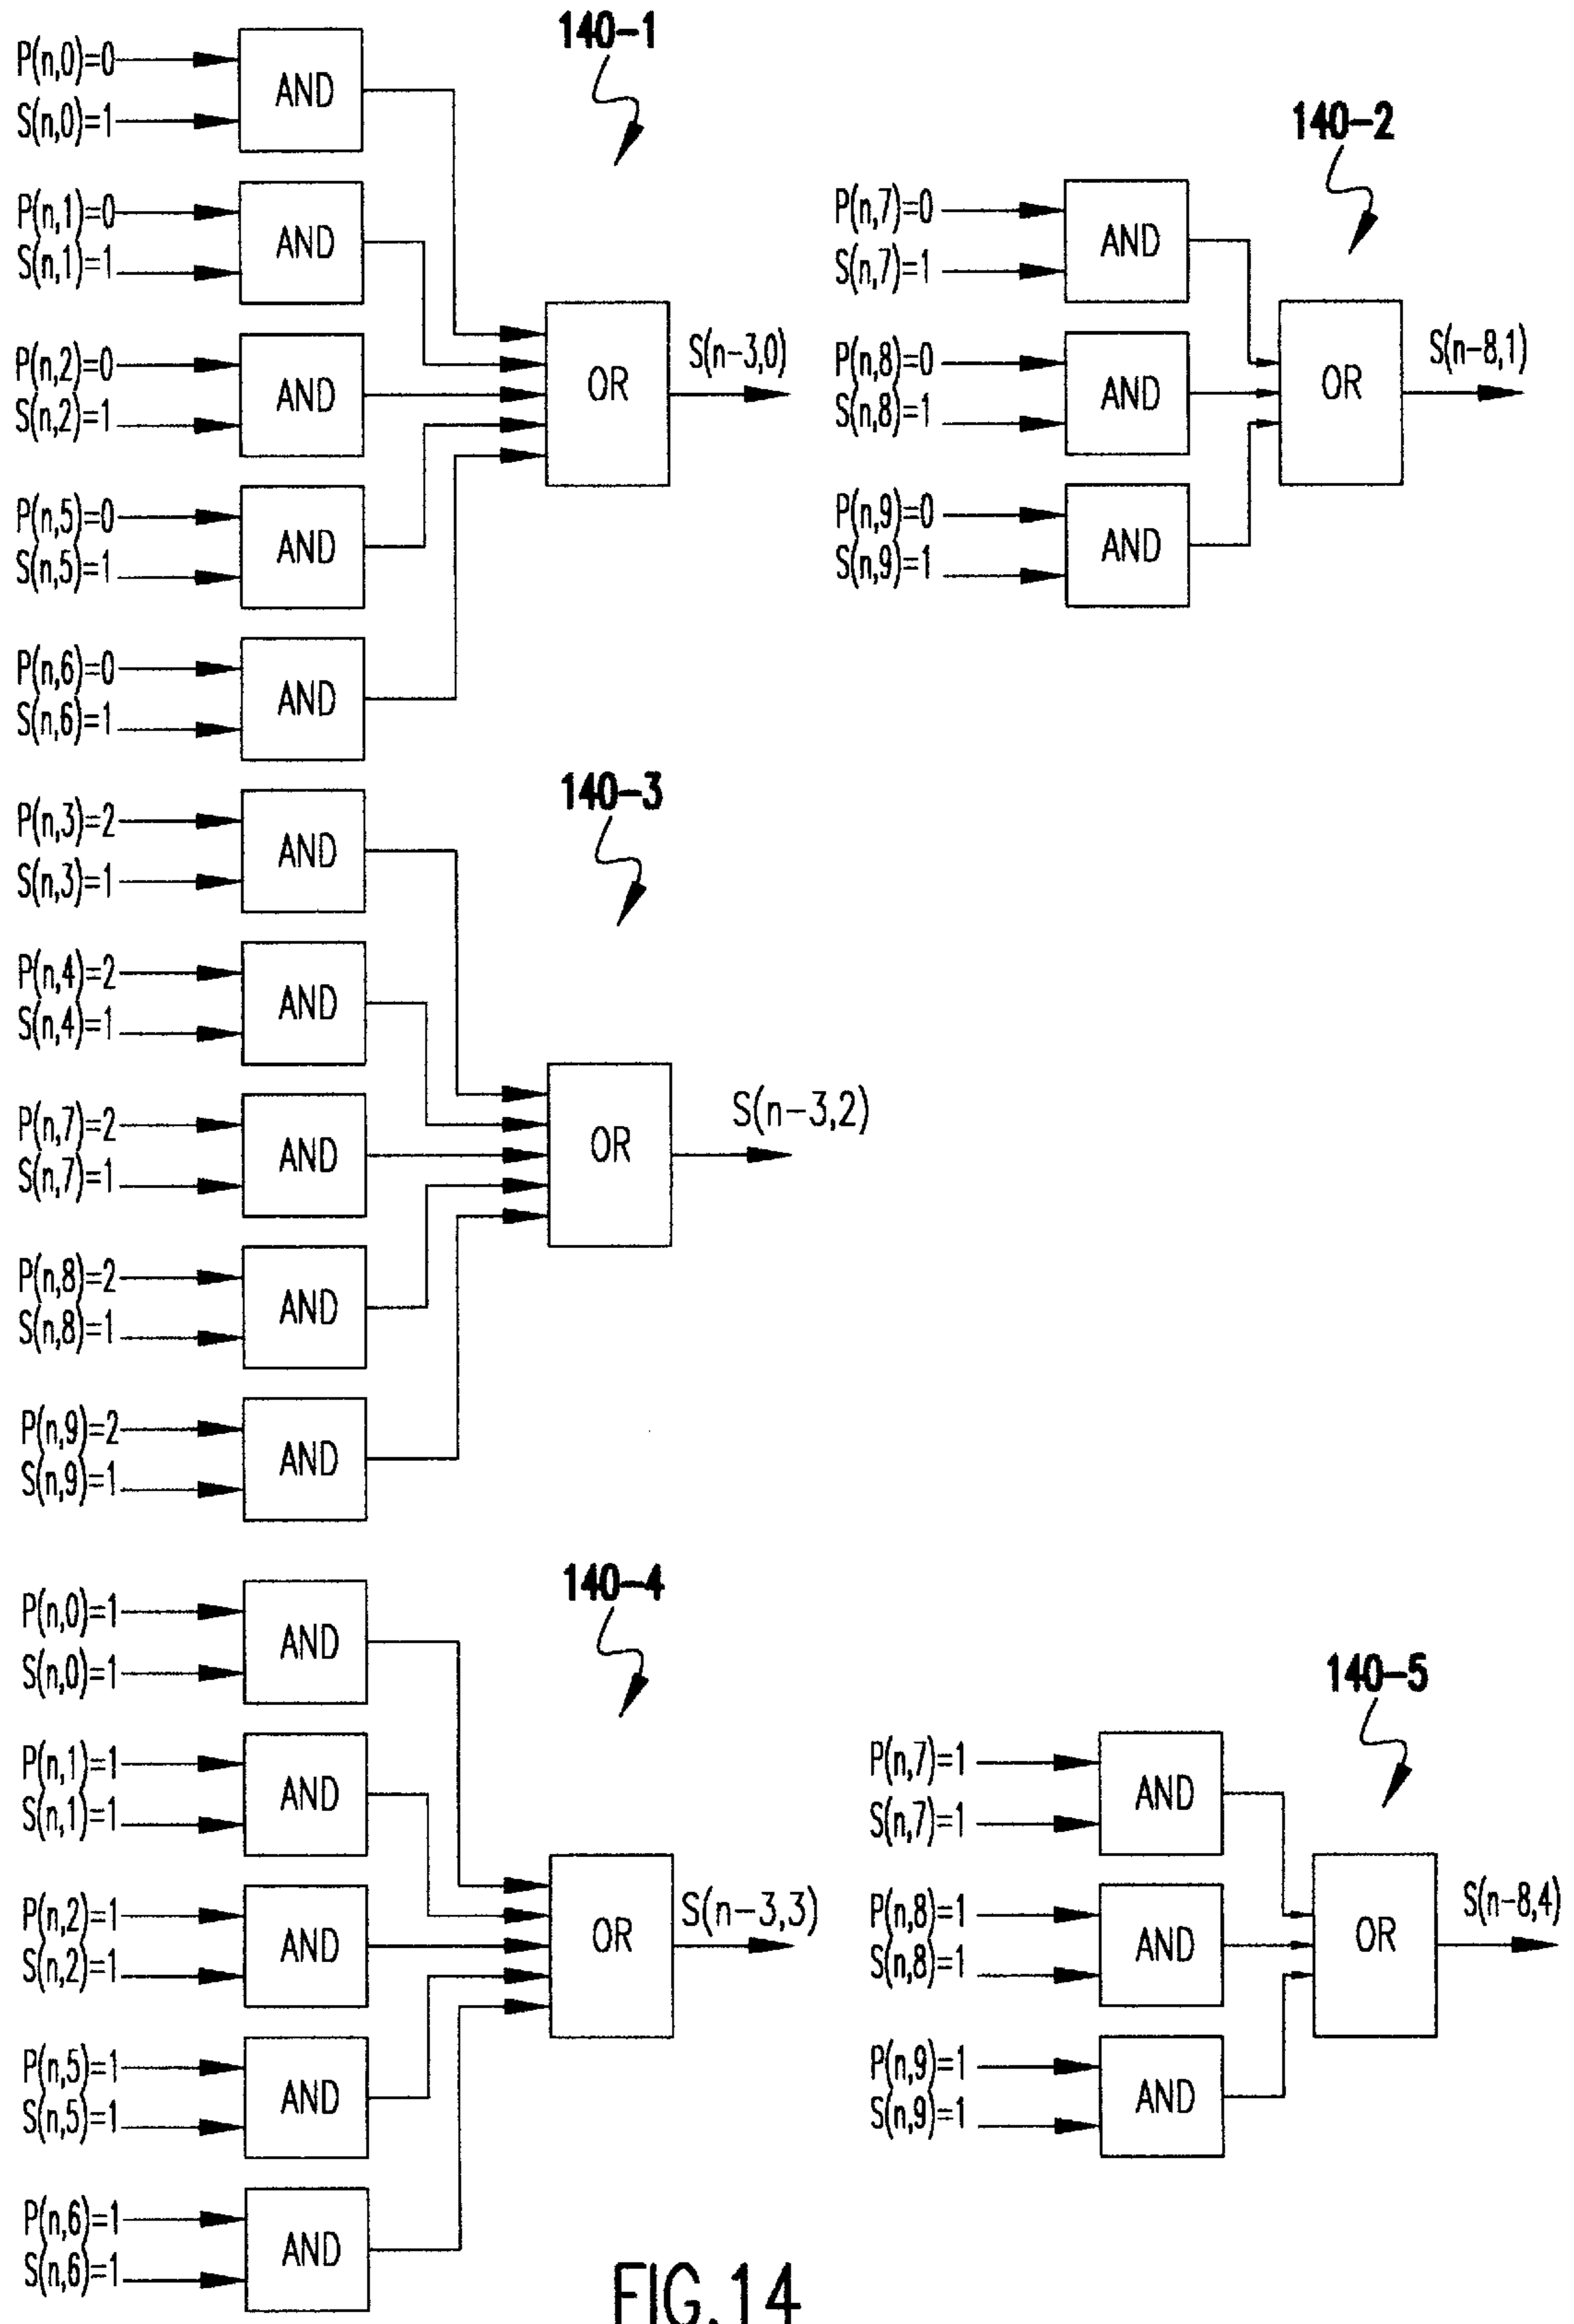 140-1
P(n,0)=0
S(n,0)=1
AND
P(n,1)=0
S(n,1)=1
AND
P(n,2)=0
S(n,2)=1
AND
P(n,5)=0
S(n,5)=1
AND
P(n,6)=0
S(n,6)=1
AND
OR
S(n-3,0)
140-2
P(n,7)=0
S(n,7)=1
AND
P(n,8)=0
S(n,8)=1
AND
P(n,9)=0
S(n,9)=1
AND
OR
S(n-8,1)
140-3
P(n,3)=2
S(n,3)=1
AND
P(n,4)=2
S(n,4)=1
AND
P(n,7)=2
S(n,7)=1
AND
P(n,8)=2
S(n,8)=1
AND
P(n,9)=2
S(n,9)=1
AND
OR
S(n-3,2)
140-4
P(n,0)=1
S(n,0)=1
AND
P(n,1)=1
S(n,1)=1
AND
P(n,2)=1
S(n,2)=1
AND
P(n,5)=1
S(n,5)=1
AND
P(n,6)=1
S(n,6)=1
AND
OR
S(n-3,3)
140-5
P(n,7)=1
S(n,7)=1
AND
P(n,8)=1
S(n,8)=1
AND
P(n,9)=1
S(n,9)=1
AND
OR
S(n-8,4)
FIG.14